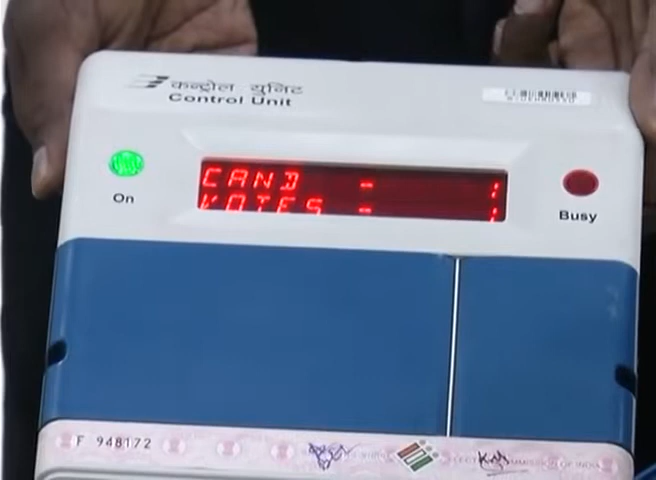 कन्ट्रोल युनिट
Control Unit
On
CAND - 1
VOTES - 1
Busy
F 948172